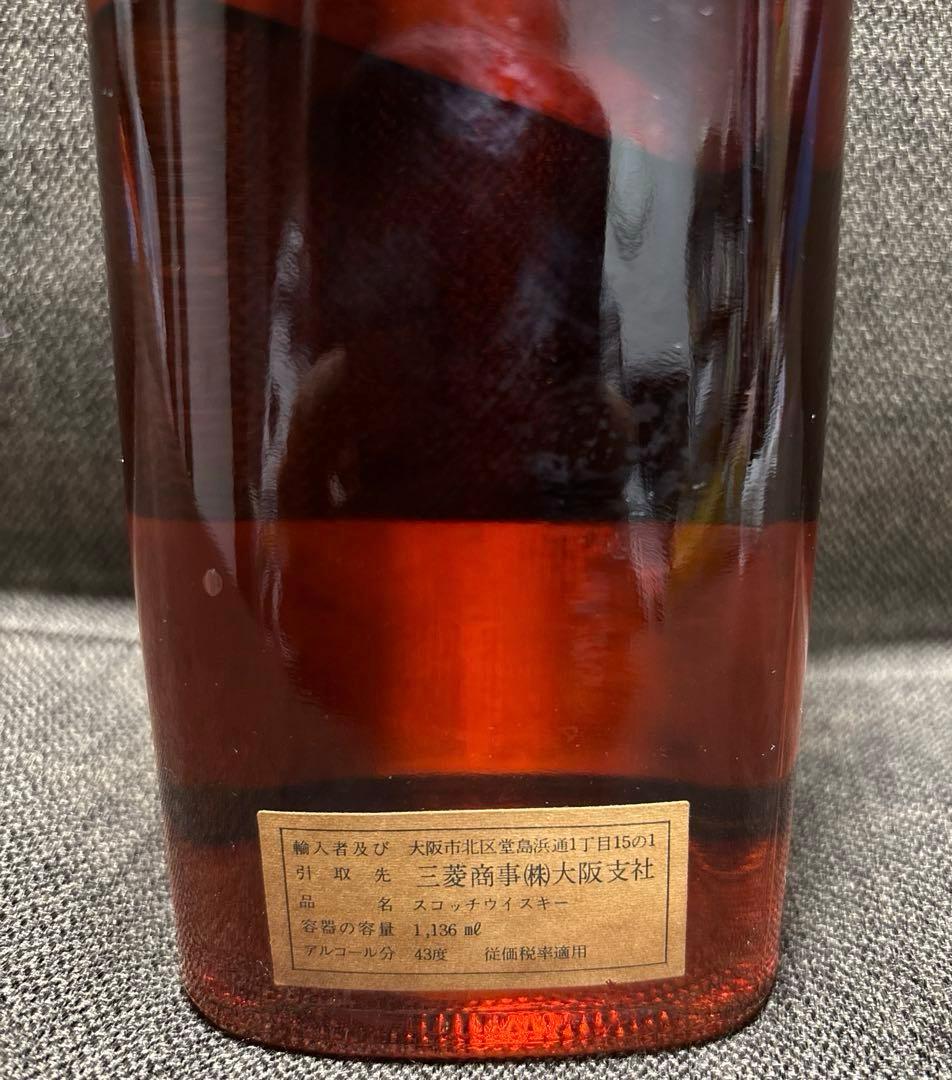 輸入者及び 大阪市北区堂島浜通1丁目15の1
引取先 三菱商事(株)大阪支社
品名 スコッチウイスキー
容器の容量 1,136 ㎖
アルコール分 43度 従価税率適用